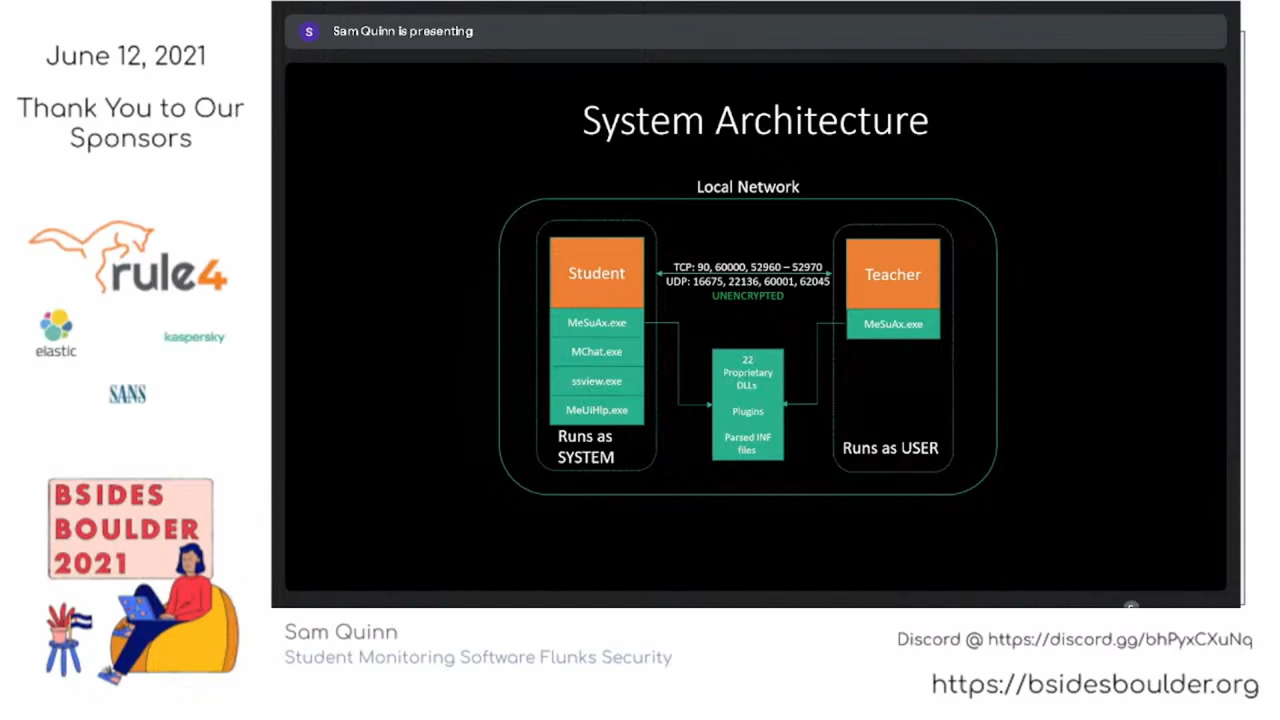 June 12, 2021
Thank You to Our
Sponsors
rule4
elastic
kaspersky
SANS
BSIDES
BOULDER
2021
S
Sam Quinn is presenting
System Architecture
Local Network
Student
MeSuAx.exe
MChat.exe
ssview.exe
MeUiHlp.exe
Runs as
SYSTEM
TCP: 90, 60000, 52960 – 52970
UDP: 16675, 22136, 60001, 62045
UNENCRYPTED
22
Proprietary
DLLs
Plugins
Parsed INF
files
Teacher
MeSuAx.exe
Runs as USER
Sam Quinn
Student Monitoring Software Flunks Security
Discord @ https://discord.gg/bhPyxCXuNq
https://bsidesboulder.org